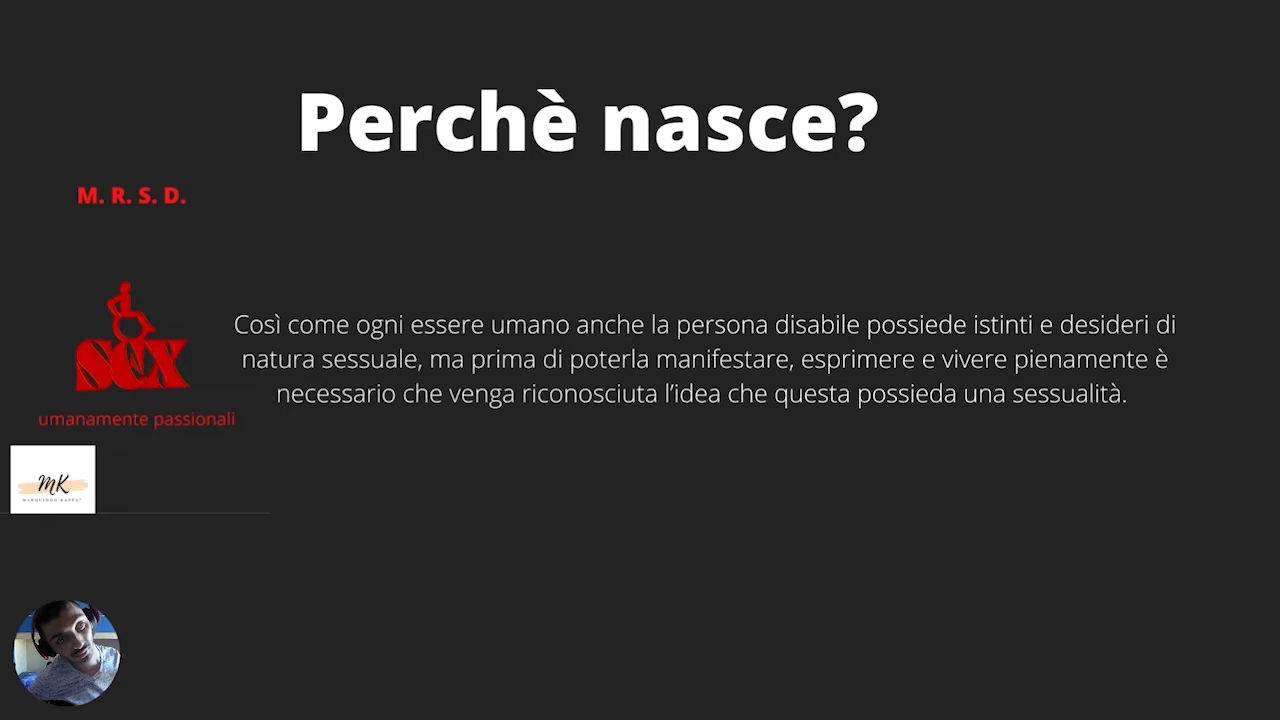 Perchè nasce?
M. R. S. D.
Così come ogni essere umano anche la persona disabile possiede istinti e desideri di
natura sessuale, ma prima di poterla manifestare, esprimere e vivere pienamente è
necessario che venga riconosciuta l’idea che questa possieda una sessualità.
SEX
umanamente passionali
MK